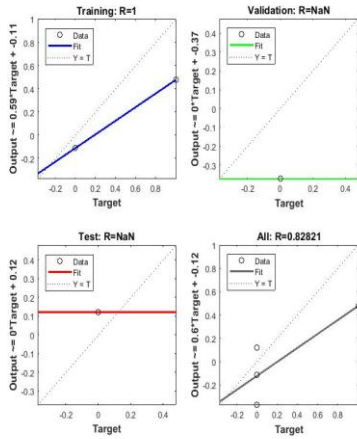 Training: R=1
Output ~= 0.59*Target + -0.11
Data
Fit
Y = T
1
0.8
0.6
0.4
0.2
0
-0.2
-0.2 0 0.2 0.4 0.6 0.8
Target
Validation: R=NaN
Output ~= 0*Target + -0.37
Data
Fit
Y = T
0.4
0.3
0.2
0.1
0
-0.1
-0.2
-0.3
-0.2 0 0.2 0.4
Target
Test: R=NaN
Output ~= 0*Target + 0.12
Data
Fit
Y = T
0.4
0.3
0.2
0.1
0
-0.1
-0.2
-0.3
-0.2 0 0.2 0.4
Target
All: R=0.82821
Output ~= 0.6*Target + -0.12
Data
Fit
Y = T
1
0.8
0.6
0.4
0.2
0
-0.2
-0.2 0 0.2 0.4 0.6 0.8
Target